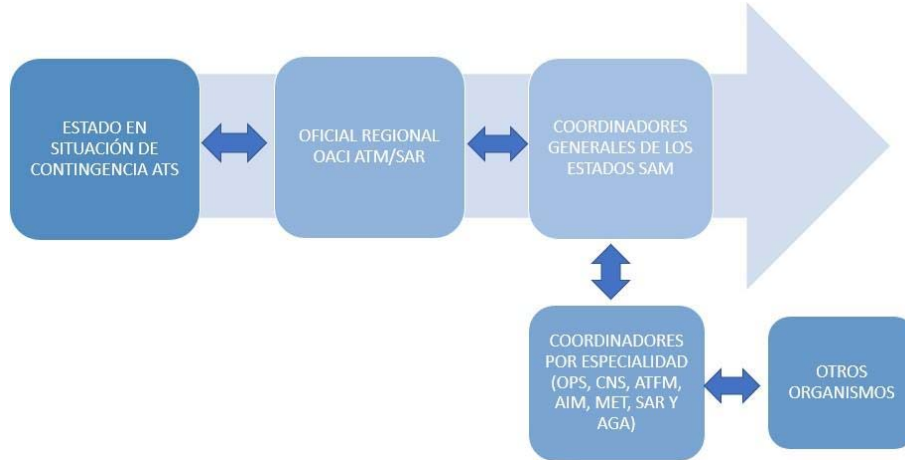 ESTADO EN
SITUACIÓN DE
CONTINGENCIA ATS
OFICIAL REGIONAL
OACI ATM/SAR
COORDINADORES
GENERALES DE LOS
ESTADOS SAM
COORDINADORES
POR ESPECIALIDAD
(OPS, CNS, ATFM,
AIM, MET, SAR Y
AGA)
OTROS
ORGANISMOS